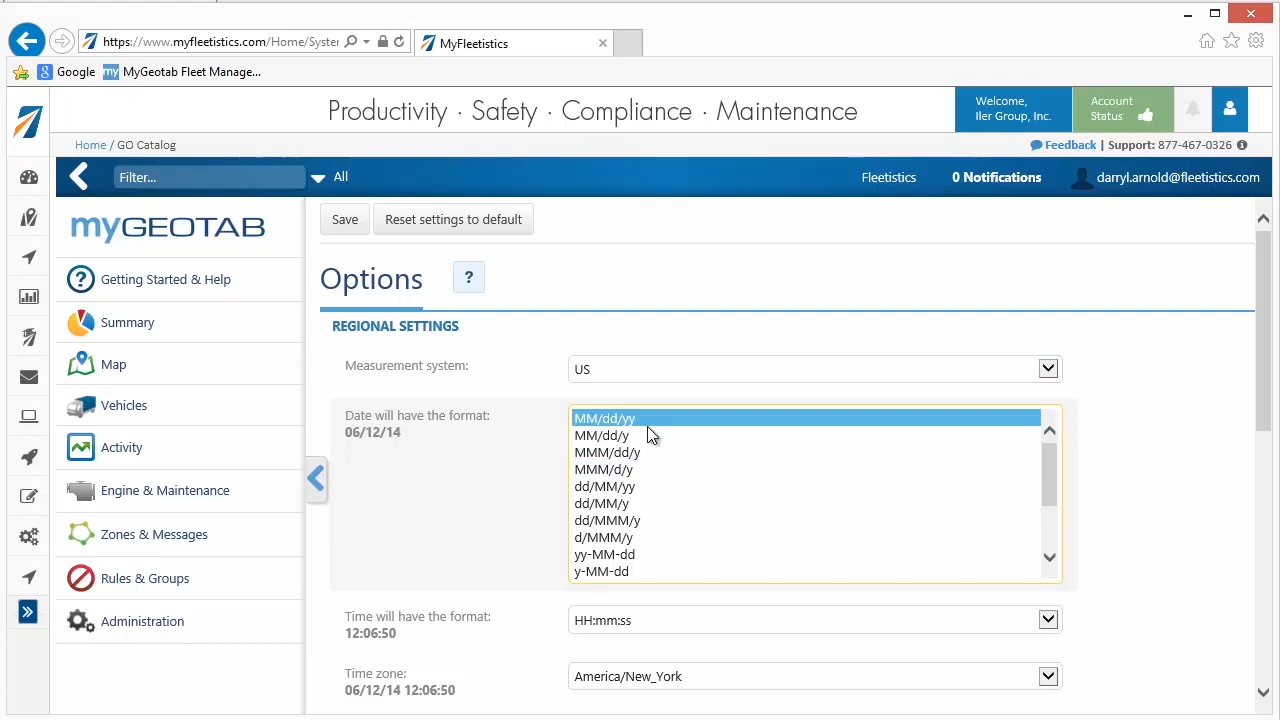 https://www.myfleetistics.com/Home/Syster
MyFleetistics
Google
MyGeotab Fleet Manage...
Productivity · Safety · Compliance · Maintenance
Welcome,
Iler Group, Inc.
Account
Status
Home / GO Catalog
Feedback | Support: 877-467-0326
Filter...
All
Fleetistics
0 Notifications
darryl.arnold@fleetistics.com
myGEOTAB
Getting Started & Help
Summary
Map
Vehicles
Activity
Engine & Maintenance
Zones & Messages
Rules & Groups
Administration
Save
Reset settings to default
Options
?
REGIONAL SETTINGS
Measurement system:
US
Date will have the format:
06/12/14
MM/dd/yy
MM/dd/y
MMM/dd/y
MMM/d/y
dd/MM/yy
dd/MM/y
dd/MMM/y
d/MMM/y
yy-MM-dd
y-MM-dd
Time will have the format:
12:06:50
HH:mm:ss
Time zone:
06/12/14 12:06:50
America/New_York